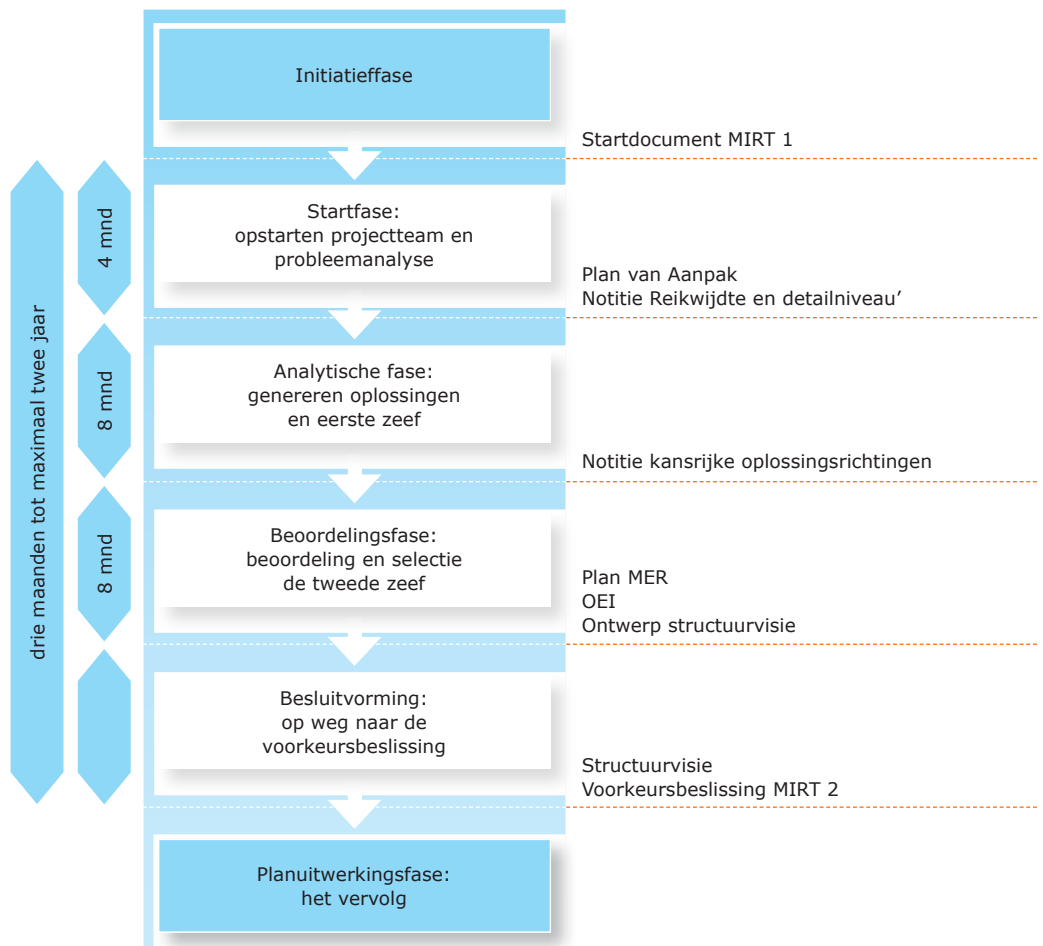 Initiatieffase
Startdocument MIRT 1
drie maanden tot maximaal twee jaar
4 mnd
Startfase:
opstarten projectteam en
probleemanalyse
Plan van Aanpak
Notitie Reikwijdte en detailniveau’
8 mnd
Analytische fase:
genereren oplossingen
en eerste zeef
Notitie kansrijke oplossingsrichtingen
8 mnd
Beoordelingsfase:
beoordeling en selectie
de tweede zeef
Plan MER
OEI
Ontwerp structuurvisie
Besluitvorming:
op weg naar de
voorkeursbeslissing
Structuurvisie
Voorkeursbeslissing MIRT 2
Planuitwerkingsfase:
het vervolg